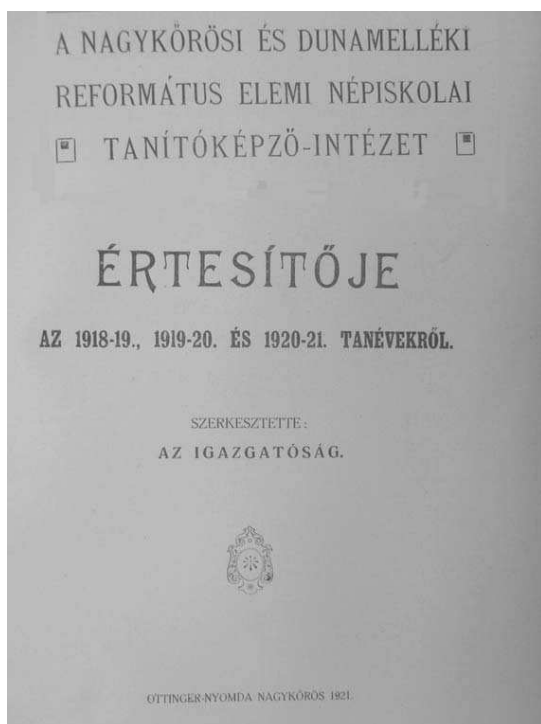 A NAGYKŐRÖSI ÉS DUNAMELLÉKI
REFORMÁTUS ELEMI NÉPISKOLAI
TANÍTÓKÉPZŐ-INTÉZET
ÉRTESÍTŐJE
AZ 1918-19., 1919-20. ÉS 1920-21. TANÉVEKRŐL.
SZERKESZTETTE:
AZ IGAZGATÓSÁG.
OTTINGER-NYOMDA NAGYKŐRÖS 1921.